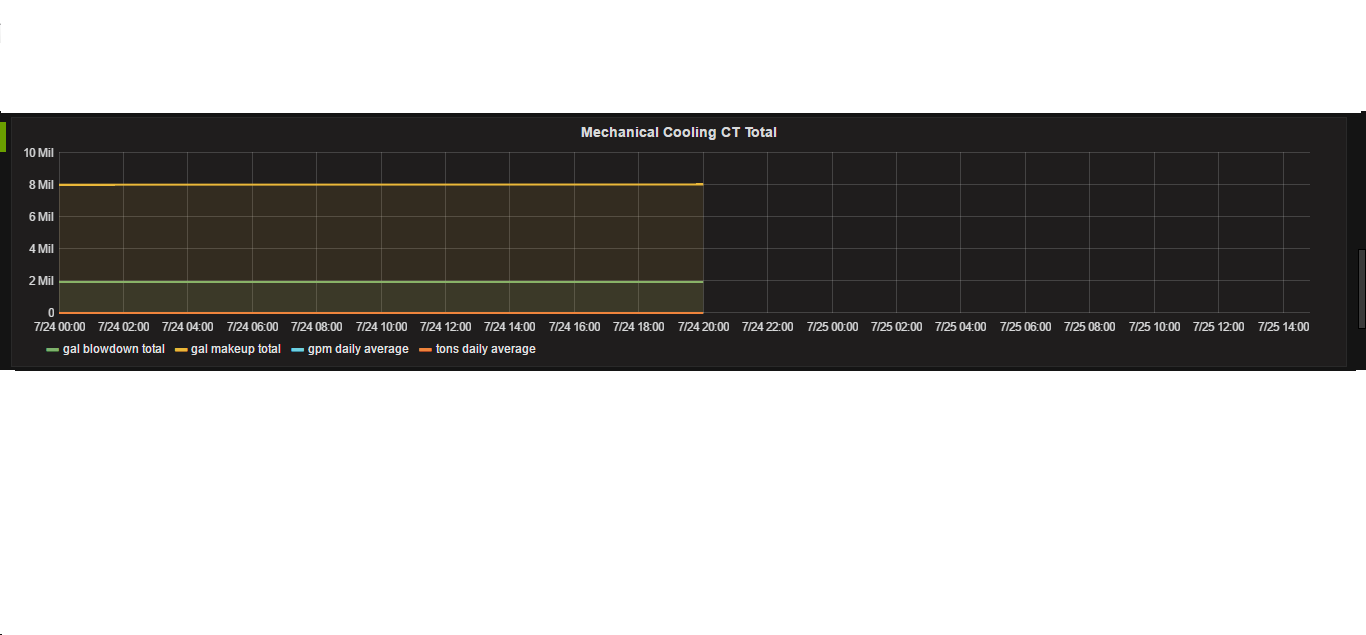 Mechanical Cooling CT Total
10 Mil
8 Mil
6 Mil
4 Mil
2 Mil
0
7/24 00:00 7/24 02:00 7/24 04:00 7/24 06:00 7/24 08:00 7/24 10:00 7/24 12:00 7/24 14:00 7/24 16:00 7/24 18:00 7/24 20:00 7/24 22:00 7/25 00:00 7/25 02:00 7/25 04:00 7/25 06:00 7/25 08:00 7/25 10:00 7/25 12:00 7/25 14:00
gal blowdown total gal makeup total gpm daily average tons daily average